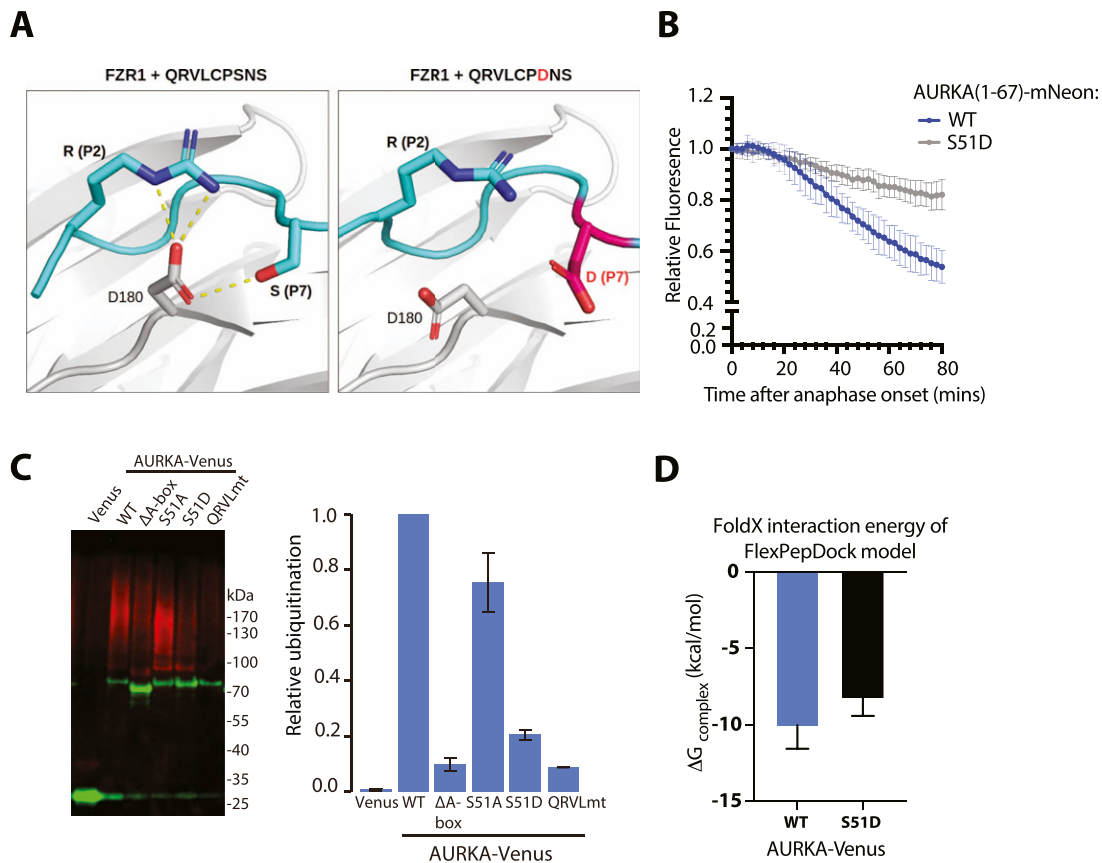 A
FZR1 + QRVLCPSNS
FZR1 + QRVLCPDNS
R (P2)
D180
S (P7)
R (P2)
D180
D (P7)
B
AURKA(1-67)-mNeon:
WT
S51D
Relative Fluorescence
1.2
1.0
0.8
0.6
0.4
0.2
0.0
0 20 40 60 80
Time after anaphase onset (mins)
C
AURKA-Venus
Venus WT ΔA-box S51A S51D QRVLmt
kDa
-170
-130
-100
-70
-55
-40
-35
-25
Relative ubiquitination
1.0
0.8
0.6
0.4
0.2
0.0
Venus WT ΔA- S51A S51D QRVLmt
box
AURKA-Venus
D
FoldX interaction energy of
FlexPepDock model
ΔG complex (kcal/mol)
0
-5
-10
-15
WT S51D
AURKA-Venus